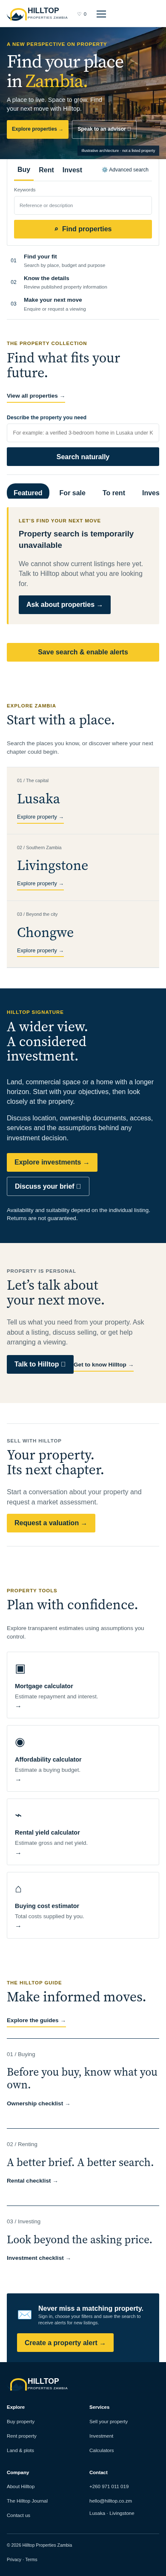 HILLTOP
PROPERTIES ZAMBIA
♡ 0
A NEW PERSPECTIVE ON PROPERTY
Find your place
in Zambia.
A place to live. Space to grow. Find
your next move with Hilltop.
Explore properties →
Speak to an advisor
Illustrative architecture · not a listed property
Buy Rent Invest
Advanced search
Keywords
Reference or description
Find properties
01 Find your fit
Search by place, budget and purpose
02 Know the details
Review published property information
03 Make your next move
Enquire or request a viewing
THE PROPERTY COLLECTION
Find what fits your
future.
View all properties →
Describe the property you need
For example: a verified 3-bedroom home in Lusaka under K
Search naturally
Featured For sale To rent Inves
LET'S FIND YOUR NEXT MOVE
Property search is temporarily
unavailable
We cannot show current listings here yet.
Talk to Hilltop about what you are looking
for.
Ask about properties →
Save search & enable alerts
EXPLORE ZAMBIA
Start with a place.
Search the places you know, or discover where your next
chapter could begin.
01 / The capital
Lusaka
Explore property →
02 / Southern Zambia
Livingstone
Explore property →
03 / Beyond the city
Chongwe
Explore property →
HILLTOP SIGNATURE
A wider view.
A considered
investment.
Land, commercial space or a home with a longer
horizon. Start with your objectives, then look
closely at the property.
Discuss location, ownership documents, access,
services and the assumptions behind any
investment decision.
Explore investments →
Discuss your brief
Availability and suitability depend on the individual listing.
Returns are not guaranteed.
PROPERTY IS PERSONAL
Let’s talk about
your next move.
Tell us what you need from your property. Ask
about a listing, discuss selling, or get help
arranging a viewing.
Talk to Hilltop
Get to know Hilltop →
SELL WITH HILLTOP
Your property.
Its next chapter.
Start a conversation about your property and
request a market assessment.
Request a valuation →
PROPERTY TOOLS
Plan with confidence.
Explore transparent estimates using assumptions you
control.
Mortgage calculator
Estimate repayment and interest.
→
Affordability calculator
Estimate a buying budget.
→
Rental yield calculator
Estimate gross and net yield.
→
Buying cost estimator
Total costs supplied by you.
→
THE HILLTOP GUIDE
Make informed moves.
Explore the guides →
01 / Buying
Before you buy, know what you
own.
Ownership checklist →
02 / Renting
A better brief. A better search.
Rental checklist →
03 / Investing
Look beyond the asking price.
Investment checklist →
Never miss a matching property.
Sign in, choose your filters and save the search to
receive alerts for new listings.
Create a property alert →
HILLTOP
PROPERTIES ZAMBIA
Explore
Buy property
Rent property
Land & plots
Services
Sell your property
Investment
Calculators
Company
About Hilltop
The Hilltop Journal
Contact us
Contact
+260 971 011 019
hello@hilltop.co.zm
Lusaka · Livingstone
© 2026 Hilltop Properties Zambia
Privacy · Terms